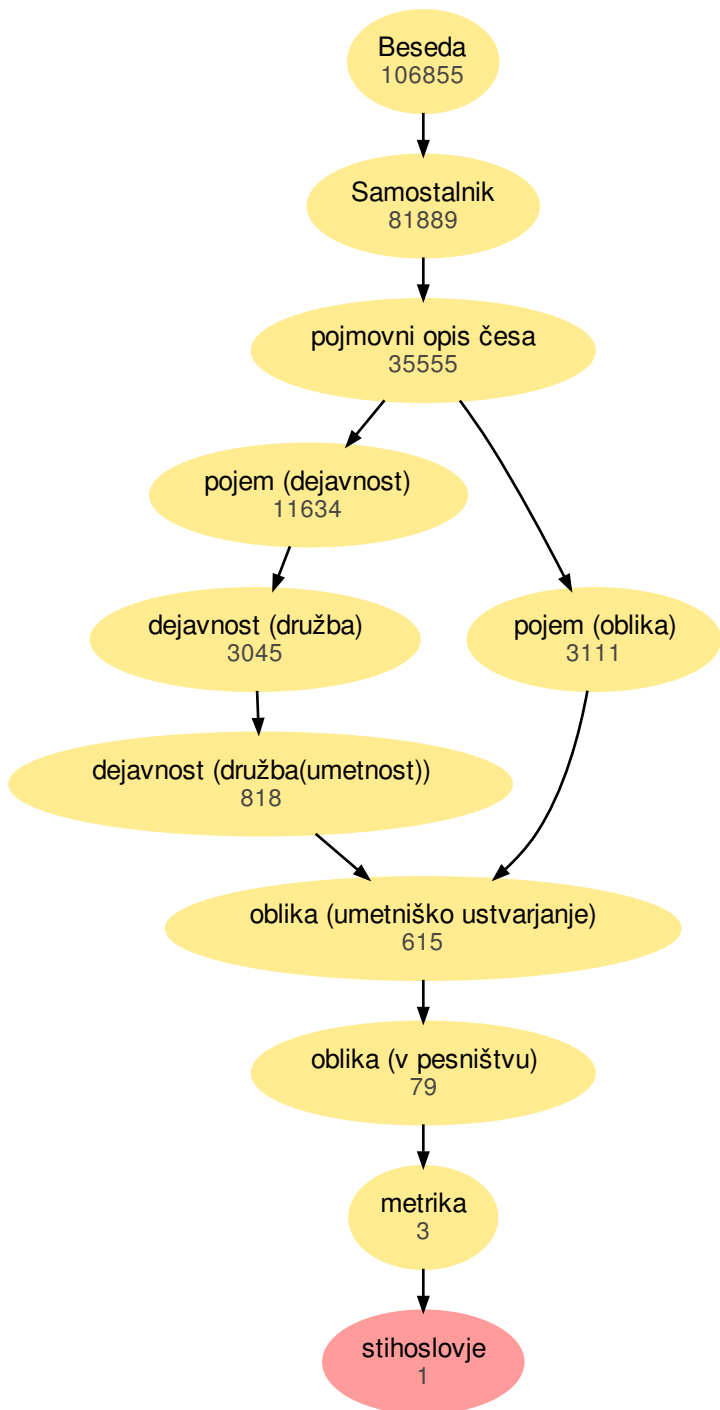 Beseda
106855
Samostalnik
81889
pojmovni opis česa
35555
pojem (dejavnost)
11634
dejavnost (družba)
3045
pojem (oblika)
3111
dejavnost (družba(umetnost))
818
oblika (umetniško ustvarjanje)
615
oblika (v pesništvu)
79
metrika
3
stihoslovje
1